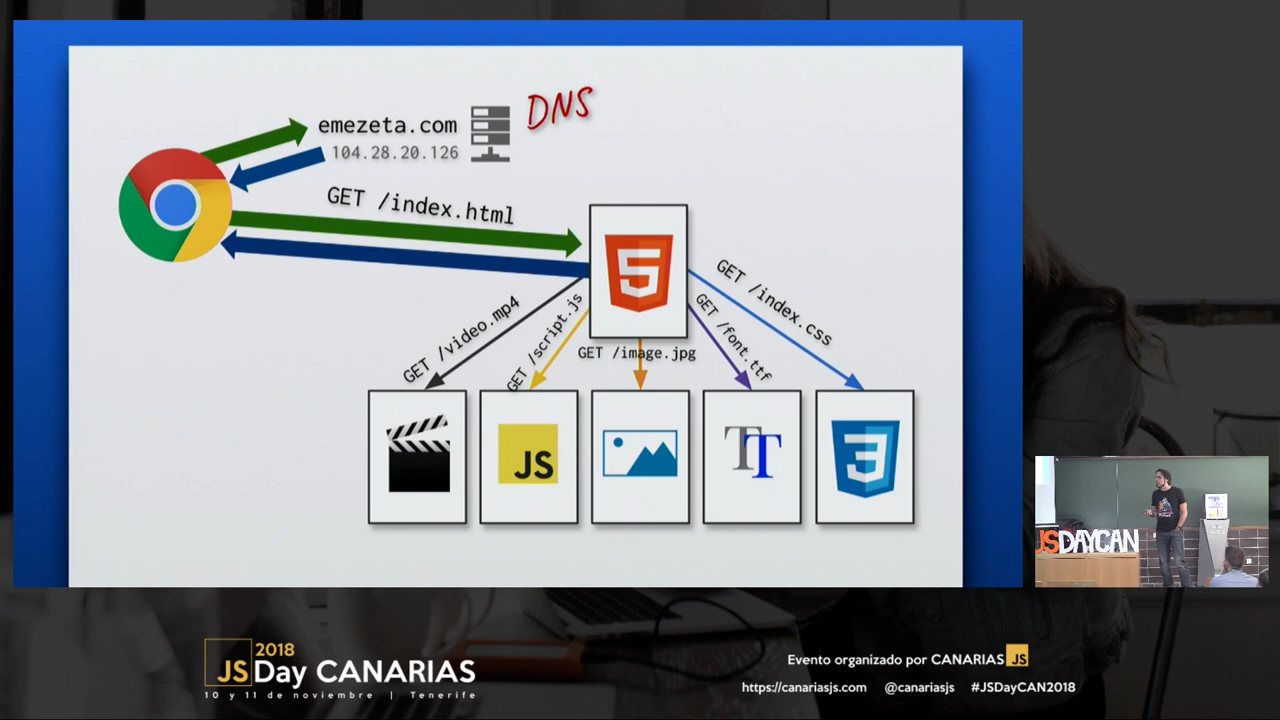 DNS
emezeta.com
104.28.20.126
GET /index.html
5
GET /video.mp4
GET /script.js
GET /image.jpg
GET /font.ttf
GET /index.css
JS
TT
3
JSDAYCAN
2018
JSDay CANARIAS
10 y 11 de noviembre | Tenerife
Evento organizado por CANARIAS JS
https://canariasjs.com @canariasjs #JSDayCAN2018